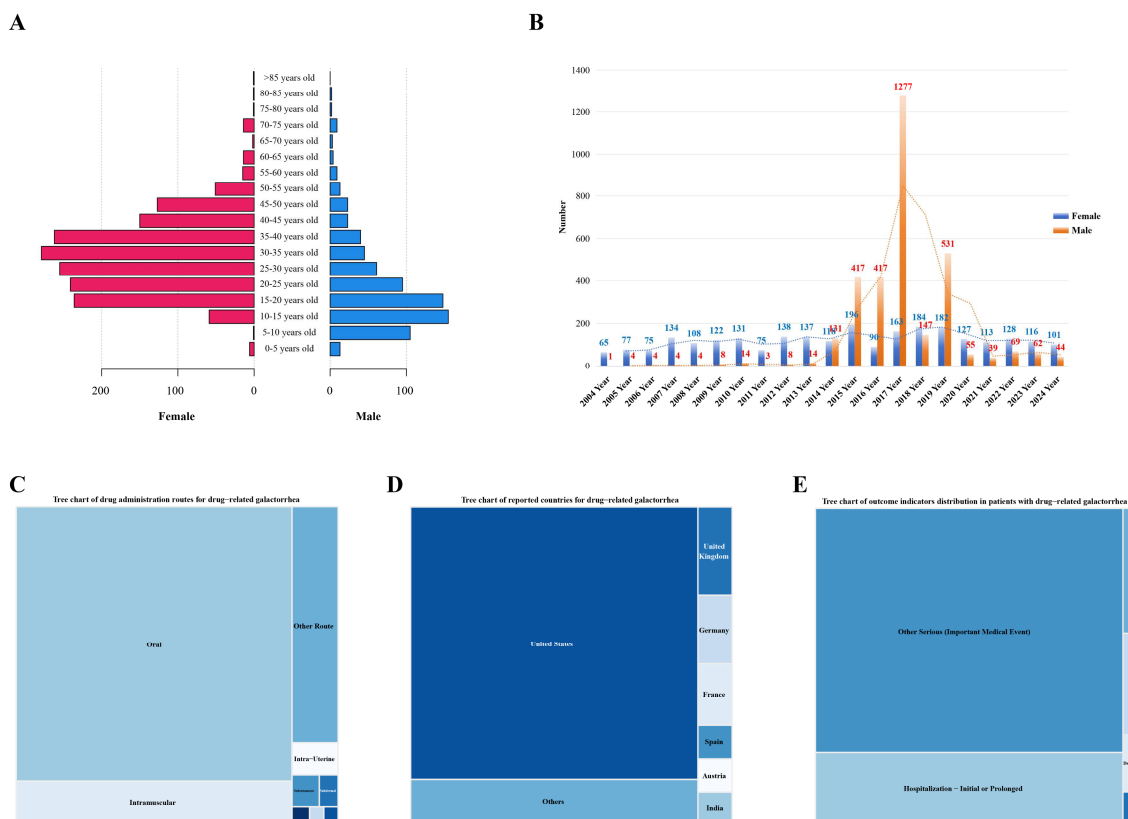 A
>85 years old
80-85 years old
75-80 years old
70-75 years old
65-70 years old
60-65 years old
55-60 years old
50-55 years old
45-50 years old
40-45 years old
35-40 years old
30-35 years old
25-30 years old
20-25 years old
15-20 years old
10-15 years old
5-10 years old
0-5 years old
200 100 0 0 100
Female Male
B
Number
1400
1200
1000
800
600
400
200
0
65 77 75 134 108 122 131 75 138 137 118 196 90 163 184 182 127 113 128 116 101
1 4 4 4 4 8 14 3 8 14 131 417 417 1277 147 531 55 39 69 62 44
2004 Year 2005 Year 2006 Year 2007 Year 2008 Year 2009 Year 2010 Year 2011 Year 2012 Year 2013 Year 2014 Year 2015 Year 2016 Year 2017 Year 2018 Year 2019 Year 2020 Year 2021 Year 2022 Year 2023 Year 2024 Year
Female
Male
C
Tree chart of drug administration routes for drug-related galactorrhea
Oral
Other Route
Intra-Uterine
Intramuscular
D
Tree chart of reported countries for drug-related galactorrhea
United States
United
Kingdom
Germany
France
Spain
Austria
Others
India
E
Tree chart of outcome indicators distribution in patients with drug-related galactorrhea
Other Serious (Important Medical Event)
Hospitalization - Initial or Prolonged